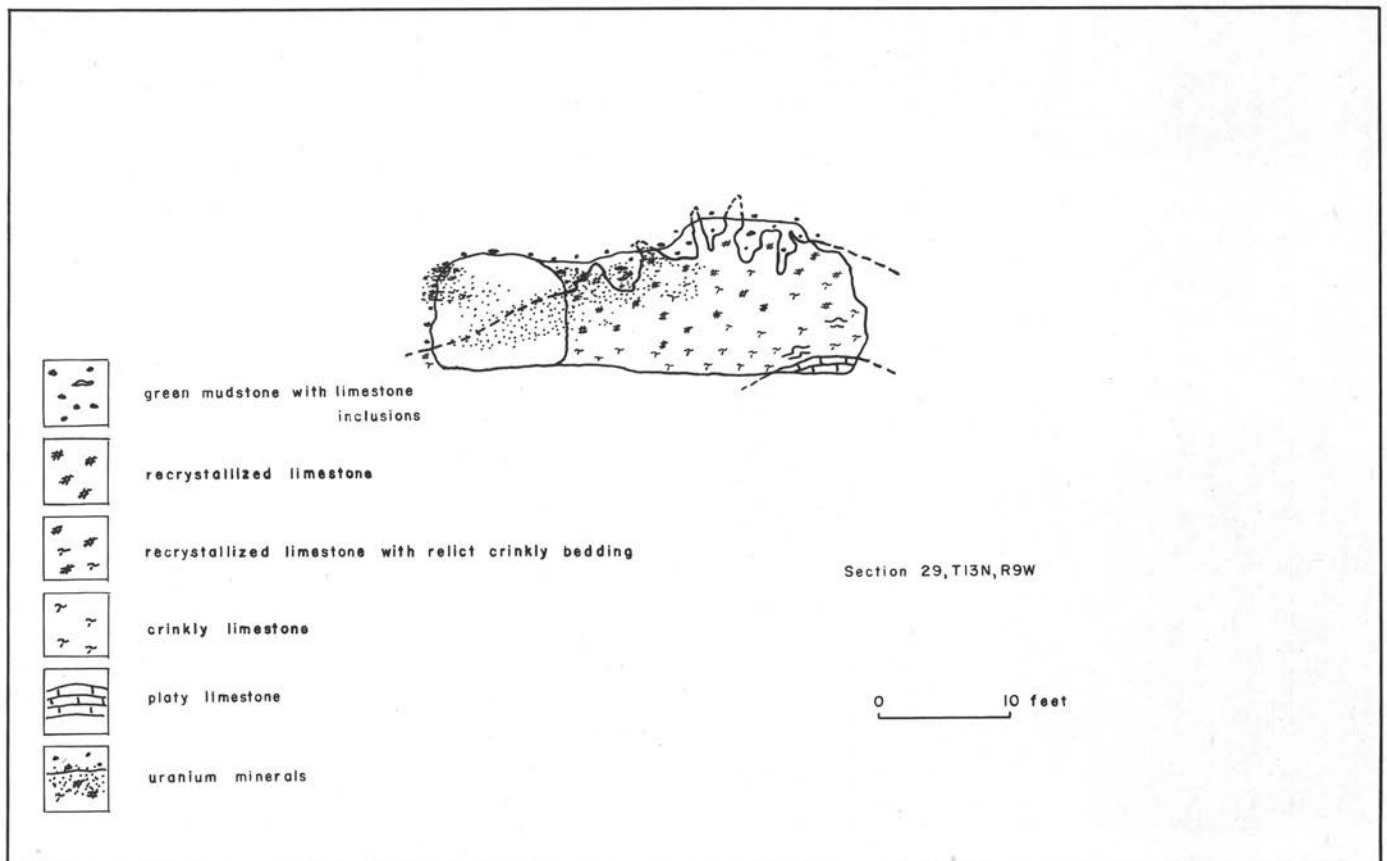 green mudstone with limestone
inclusions
recrystallized limestone
recrystallized limestone with relict crinkly bedding
Section 29, T13N, R9W
crinkly limestone
platy limestone
0 10 feet
uranium minerals